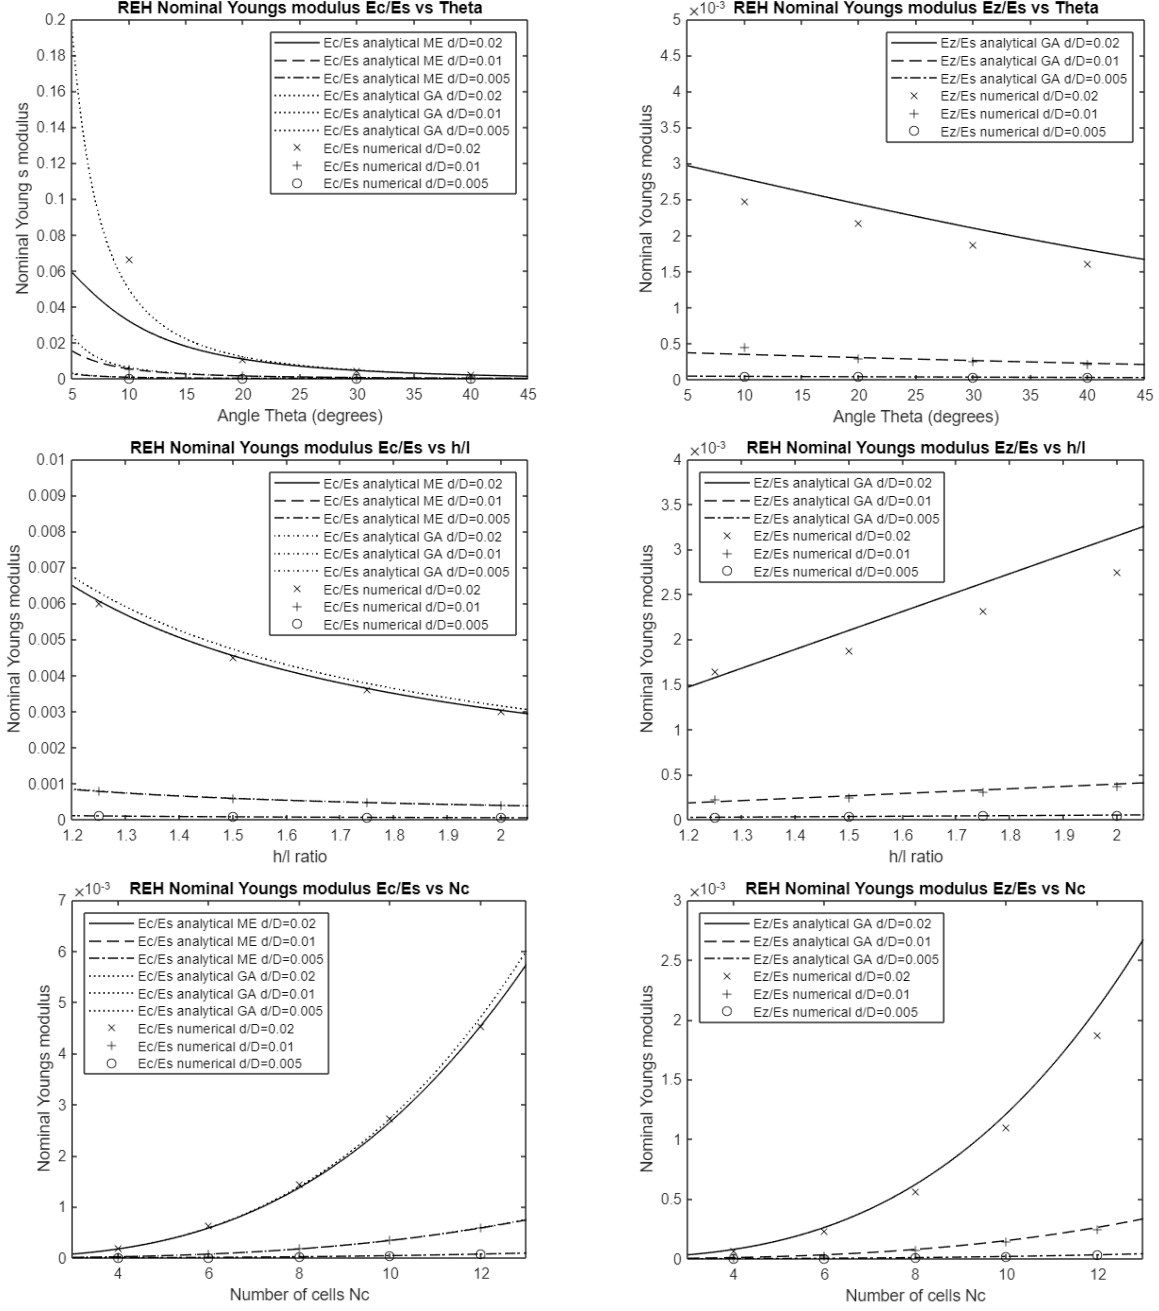 REH Nominal Youngs modulus Ec/Es vs Theta
Nominal Young s modulus
0.2
0.18
0.16
0.14
0.12
0.1
0.08
0.06
0.04
0.02
0
Ec/Es analytical ME d/D=0.02
Ec/Es analytical ME d/D=0.01
Ec/Es analytical ME d/D=0.005
Ec/Es analytical GA d/D=0.02
Ec/Es analytical GA d/D=0.01
Ec/Es analytical GA d/D=0.005
Ec/Es numerical d/D=0.02
Ec/Es numerical d/D=0.01
Ec/Es numerical d/D=0.005
5 10 15 20 25 30 35 40 45
Angle Theta (degrees)
REH Nominal Youngs modulus Ez/Es vs Theta
×10-3
Nominal Youngs modulus
5
4.5
4
3.5
3
2.5
2
1.5
1
0.5
0
Ez/Es analytical GA d/D=0.02
Ez/Es analytical GA d/D=0.01
Ez/Es analytical GA d/D=0.005
Ez/Es numerical d/D=0.02
Ez/Es numerical d/D=0.01
Ez/Es numerical d/D=0.005
5 10 15 20 25 30 35 40 45
Angle Theta (degrees)
REH Nominal Youngs modulus Ec/Es vs h/l
Nominal Youngs modulus
0.01
0.009
0.008
0.007
0.006
0.005
0.004
0.003
0.002
0.001
0
Ec/Es analytical ME d/D=0.02
Ec/Es analytical ME d/D=0.01
Ec/Es analytical ME d/D=0.005
Ec/Es analytical GA d/D=0.02
Ec/Es analytical GA d/D=0.01
Ec/Es analytical GA d/D=0.005
Ec/Es numerical d/D=0.02
Ec/Es numerical d/D=0.01
Ec/Es numerical d/D=0.005
1.2 1.3 1.4 1.5 1.6 1.7 1.8 1.9 2
h/l ratio
REH Nominal Youngs modulus Ez/Es vs h/l
×10-3
Nominal Youngs modulus
4
3.5
3
2.5
2
1.5
1
0.5
0
Ez/Es analytical GA d/D=0.02
Ez/Es analytical GA d/D=0.01
Ez/Es analytical GA d/D=0.005
Ez/Es numerical d/D=0.02
Ez/Es numerical d/D=0.01
Ez/Es numerical d/D=0.005
1.2 1.3 1.4 1.5 1.6 1.7 1.8 1.9 2
h/l ratio
REH Nominal Youngs modulus Ec/Es vs Nc
×10-3
Nominal Youngs modulus
7
6
5
4
3
2
1
0
Ec/Es analytical ME d/D=0.02
Ec/Es analytical ME d/D=0.01
Ec/Es analytical ME d/D=0.005
Ec/Es analytical GA d/D=0.02
Ec/Es analytical GA d/D=0.01
Ec/Es analytical GA d/D=0.005
Ec/Es numerical d/D=0.02
Ec/Es numerical d/D=0.01
Ec/Es numerical d/D=0.005
4 6 8 10 12
Number of cells Nc
REH Nominal Youngs modulus Ez/Es vs Nc
×10-3
Nominal Youngs modulus
3
2.5
2
1.5
1
0.5
0
Ez/Es analytical GA d/D=0.02
Ez/Es analytical GA d/D=0.01
Ez/Es analytical GA d/D=0.005
Ez/Es numerical d/D=0.02
Ez/Es numerical d/D=0.01
Ez/Es numerical d/D=0.005
4 6 8 10 12
Number of cells Nc